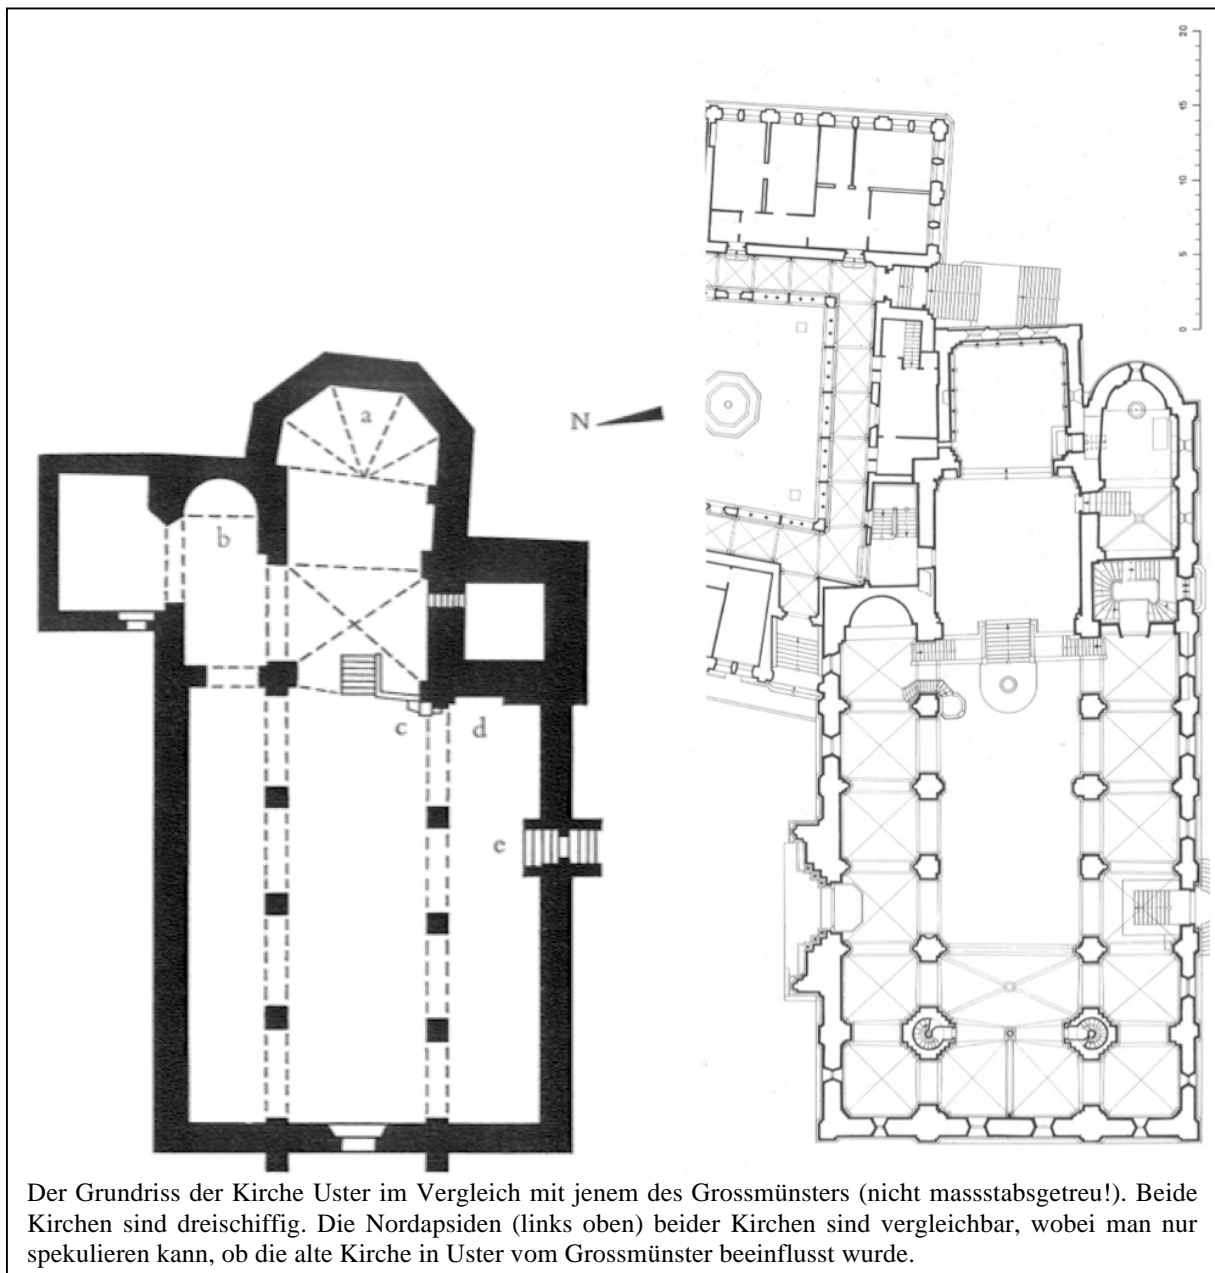 20
15
10
5
0
a
N
b
c
d
e
Der Grundriss der Kirche Uster im Vergleich mit jenem des Grossmünsters (nicht massstabsgetreu!). Beide
Kirchen sind dreischiffig. Die Nordapsiden (links oben) beider Kirchen sind vergleichbar, wobei man nur
spekulieren kann, ob die alte Kirche in Uster vom Grossmünster beeinflusst wurde.